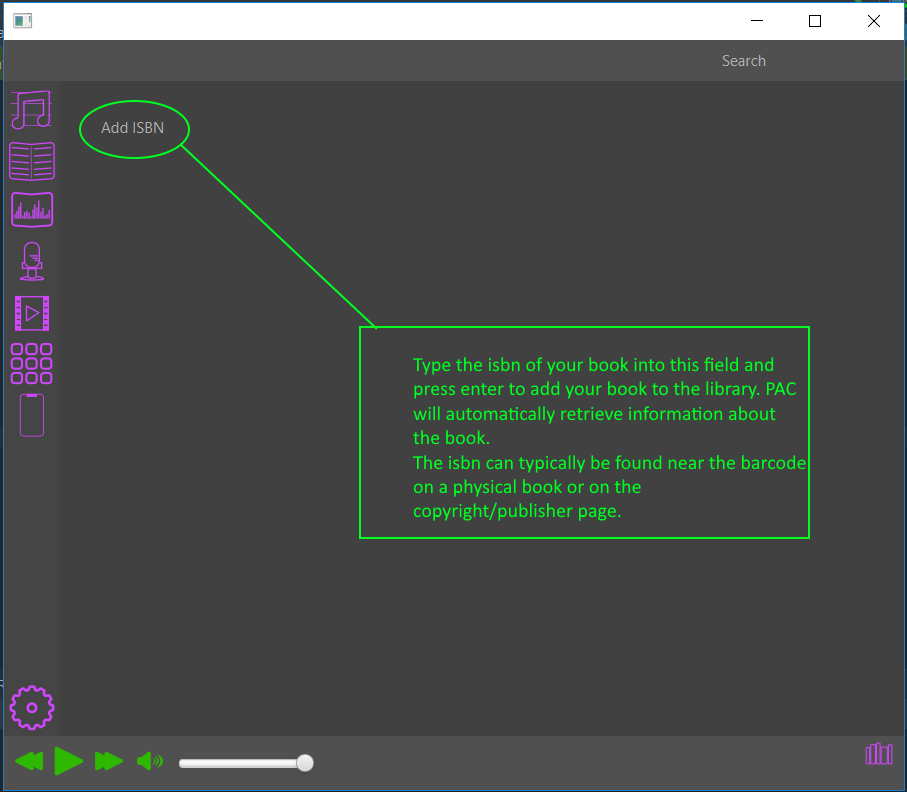 Search
Add ISBN
Type the isbn of your book into this field and
press enter to add your book to the library. PAC
will automatically retrieve information about
the book.
The isbn can typically be found near the barcode
on a physical book or on the
copyright/publisher page.